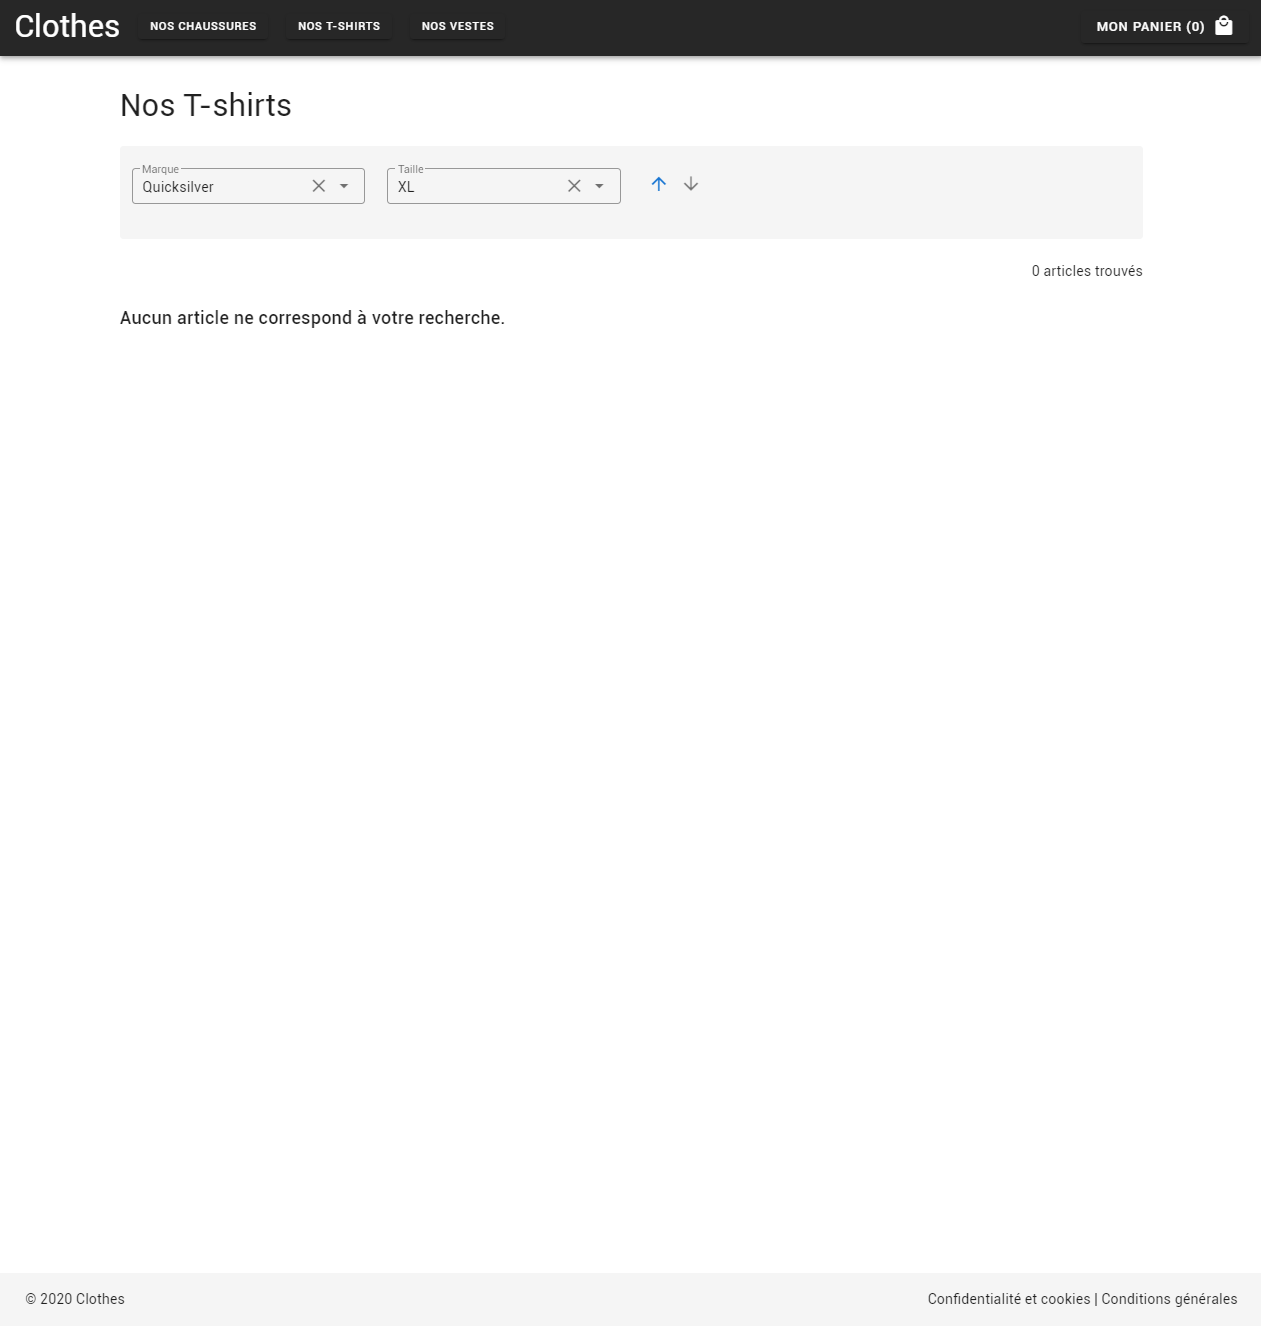 Clothes
NOS CHAUSSURES
NOS T-SHIRTS
NOS VESTES
MON PANIER (0)
Nos T-shirts
Marque
Quicksilver
Taille
XL
0 articles trouvés
Aucun article ne correspond à votre recherche.
© 2020 Clothes
Confidentialité et cookies | Conditions générales